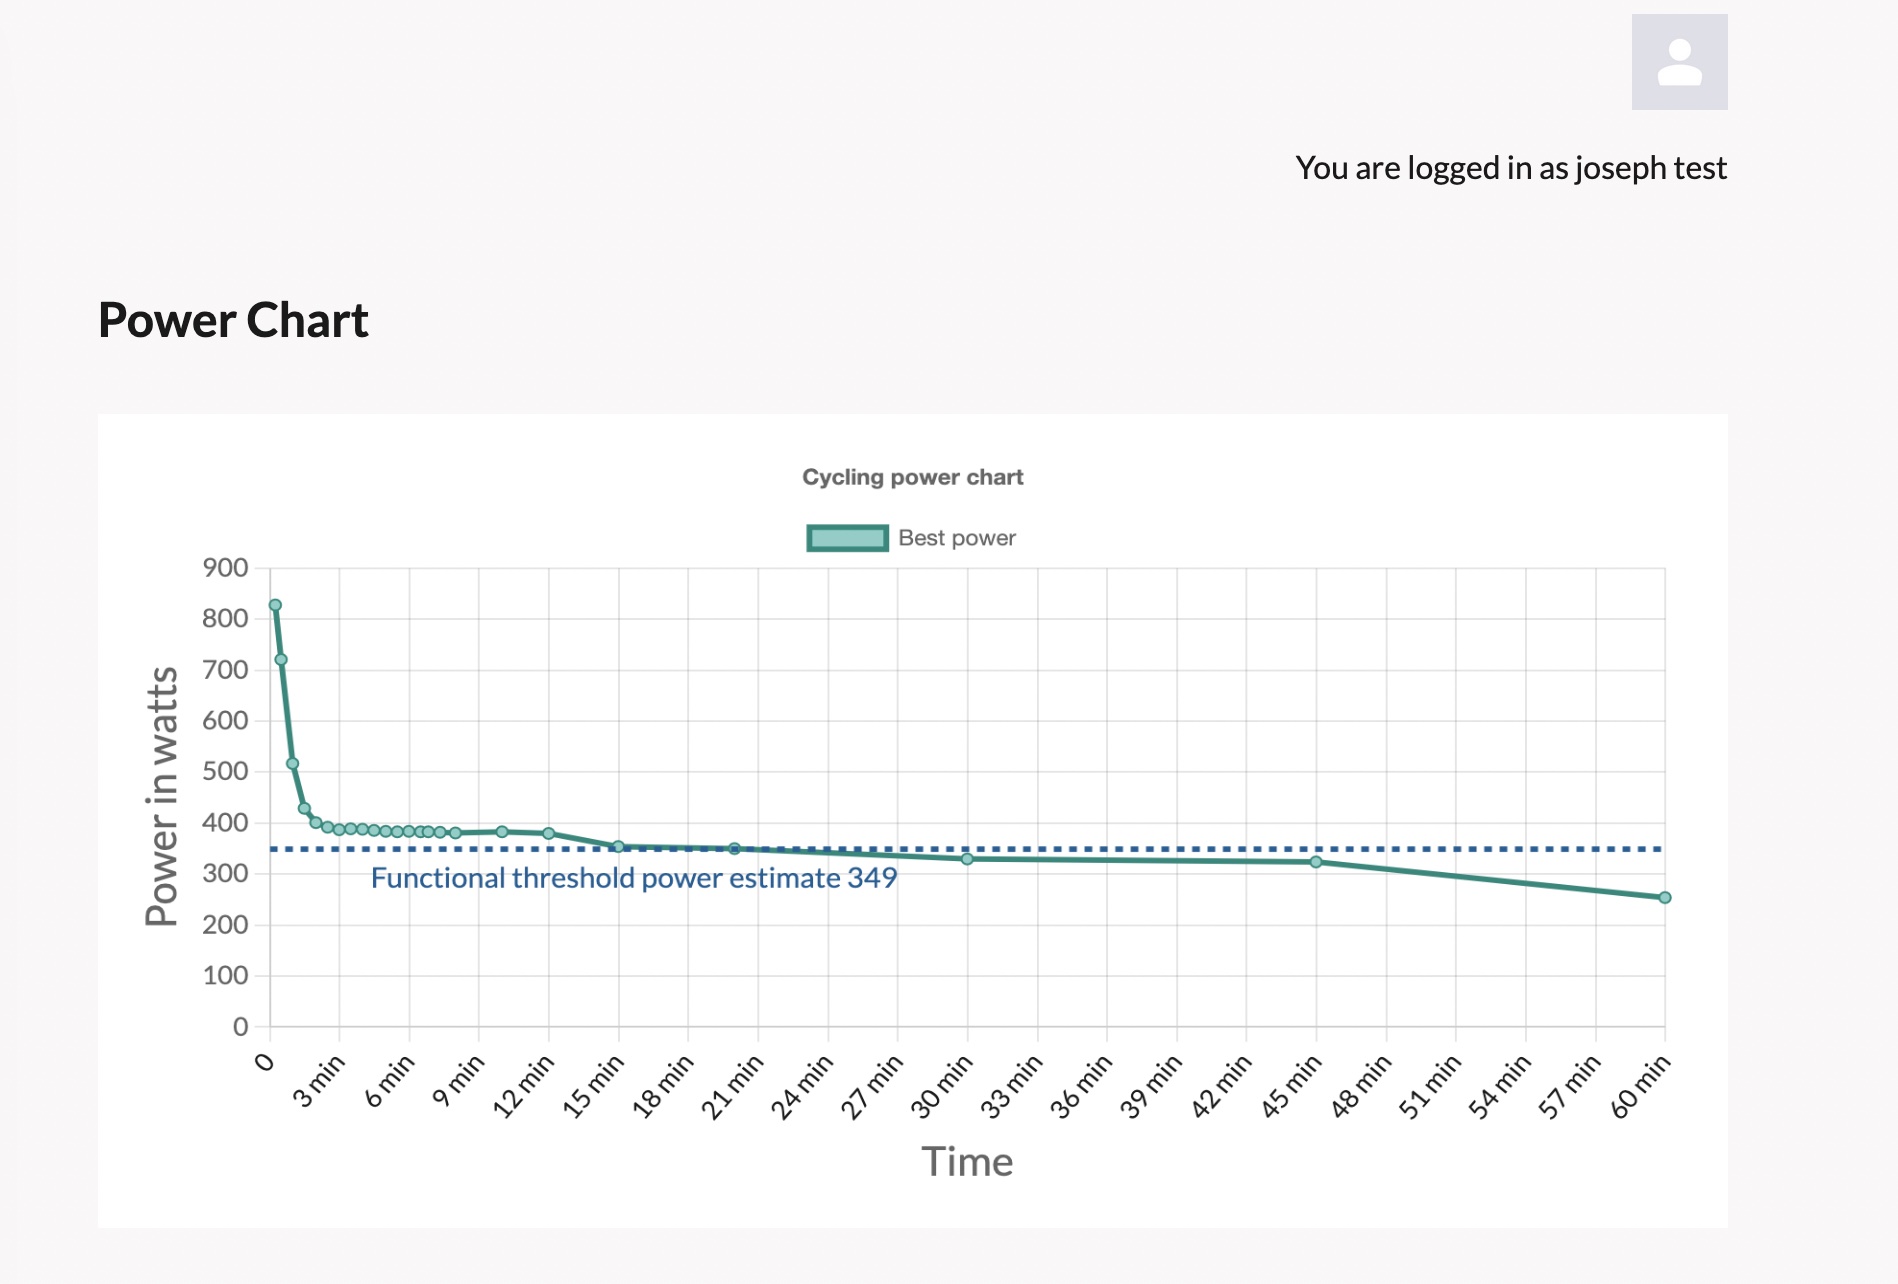 You are logged in as joseph test
Power Chart
Cycling power chart
Best power
900
800
700
600
500
400
300
200
100
0
Power in watts
Functional threshold power estimate 349
0
3 min
6 min
9 min
12 min
15 min
18 min
21 min
24 min
27 min
30 min
33 min
36 min
39 min
42 min
45 min
48 min
51 min
54 min
57 min
60 min
Time